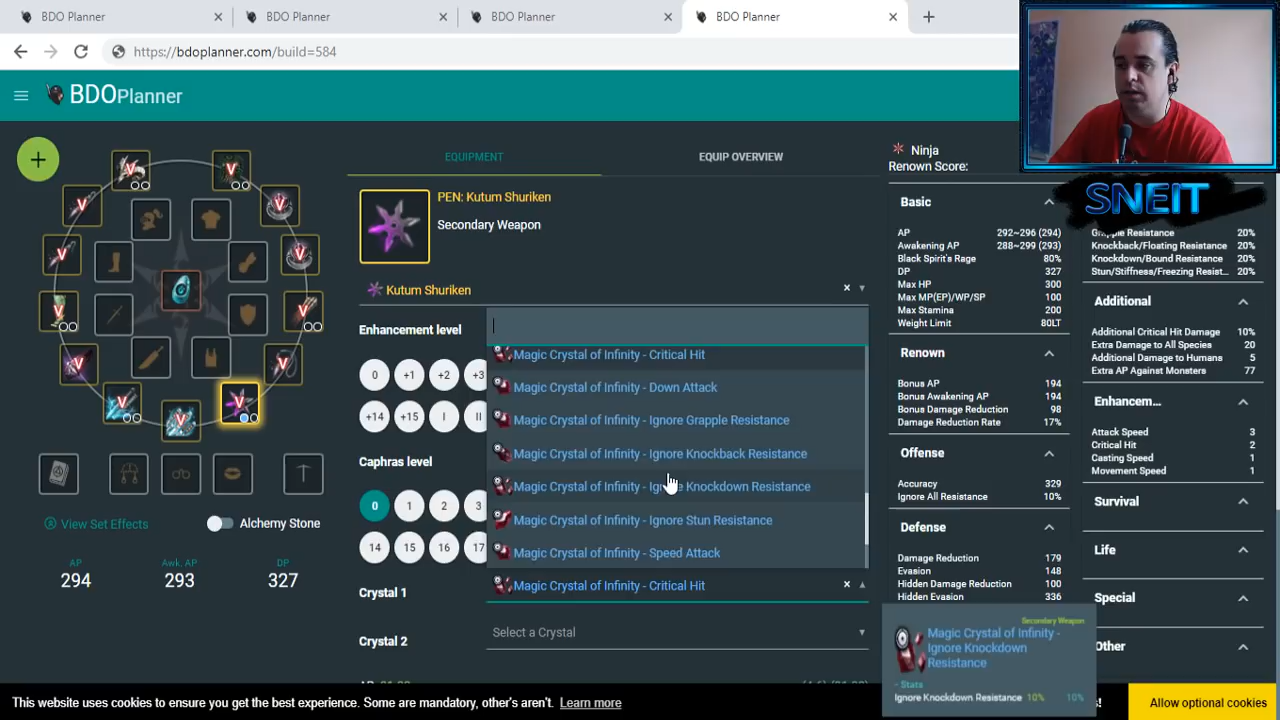 BDO Planner
BDO Planner
BDO Planner
BDO Planner
https://bdoplanner.com/build=584
BDOPlanner
EQUIPMENT
EQUIP OVERVIEW
PEN: Kutum Shuriken
Secondary Weapon
Kutum Shuriken
Enhancement level
0 +1 +2 +3
+14 +15 I II
Caphras level
0 1 2 3
14 15 16 17
Crystal 1
Crystal 2
Magic Crystal of Infinity - Critical Hit
Magic Crystal of Infinity - Down Attack
Magic Crystal of Infinity - Ignore Grapple Resistance
Magic Crystal of Infinity - Ignore Knockback Resistance
Magic Crystal of Infinity - Ignore Knockdown Resistance
Magic Crystal of Infinity - Ignore Stun Resistance
Magic Crystal of Infinity - Speed Attack
Magic Crystal of Infinity - Critical Hit
Select a Crystal
View Set Effects
Alchemy Stone
AP
294
Awk. AP
293
DP
327
Ninja
Renown Score:
SNEIT
Basic
AP 292~296 (294)
Awakening AP 288~299 (293)
Black Spirit's Rage 80%
DP 327
Max HP 300
Max MP(EP)/WP/SP 100
Max Stamina 200
Weight Limit 80LT
Renown
Bonus AP 194
Bonus Awakening AP 194
Bonus Damage Reduction 98
Damage Reduction Rate 17%
Offense
Accuracy 329
Ignore All Resistance 10%
Defense
Damage Reduction 179
Evasion 148
Hidden Damage Reduction 100
Hidden Evasion 336
Grapple Resistance 20%
Knockback/Floating Resistance 20%
Knockdown/Bound Resistance 20%
Stun/Stiffness/Freezing Resist... 20%
Additional
Additional Critical Hit Damage 10%
Extra Damage to All Species 20
Additional Damage to Humans 5
Extra AP Against Monsters 77
Enhancem...
Attack Speed 3
Critical Hit 2
Casting Speed 1
Movement Speed 1
Survival
Life
Special
Other
Secondary Weapon
Magic Crystal of Infinity -
Ignore Knockdown
Resistance
- Stats
Ignore Knockdown Resistance 10% 10%
This website uses cookies to ensure you get the best experience. Some are mandatory, other's aren't. Learn more
Allow optional cookies